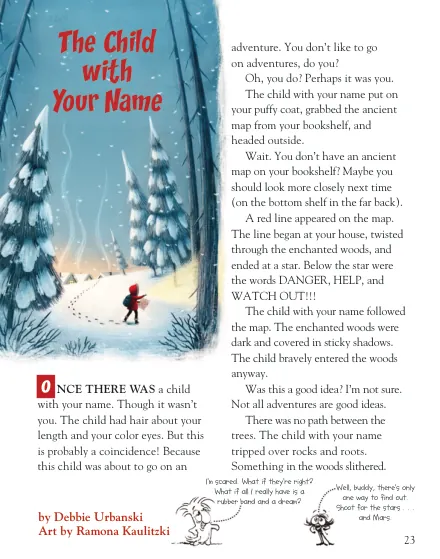 The Child
with
Your Name
ONCE THERE WAS a child
with your name. Though it wasn't
you. The child had hair about your
length and your color eyes. But this
is probably a coincidence! Because
this child was about to go on an
by Debbie Urbanski
Art by Ramona Kaulitzki
adventure. You don't like to go
on adventures, do you?
Oh, you do? Perhaps it was you.
The child with your name put on
your puffy coat, grabbed the ancient
map from your bookshelf, and
headed outside.
Wait. You don't have an ancient
map on your bookshelf? Maybe you
should look more closely next time
(on the bottom shelf in the far back).
A red line appeared on the map.
The line began at your house, twisted
through the enchanted woods, and
ended at a star. Below the star were
the words DANGER, HELP, and
WATCH OUT!!!
The child with your name followed
the map. The enchanted woods were
dark and covered in sticky shadows.
The child bravely entered the woods
anyway.
Was this a good idea? I'm not sure.
Not all adventures are good ideas.
There was no path between the
trees. The child with your name
tripped over rocks and roots.
Something in the woods slithered.
I'm scared. What if they're right?
What if all I really have is a
rubber band and a dream?
Well, buddy, there's only
one way to find out.
Shoot for the stars . . .
and Mars.
23